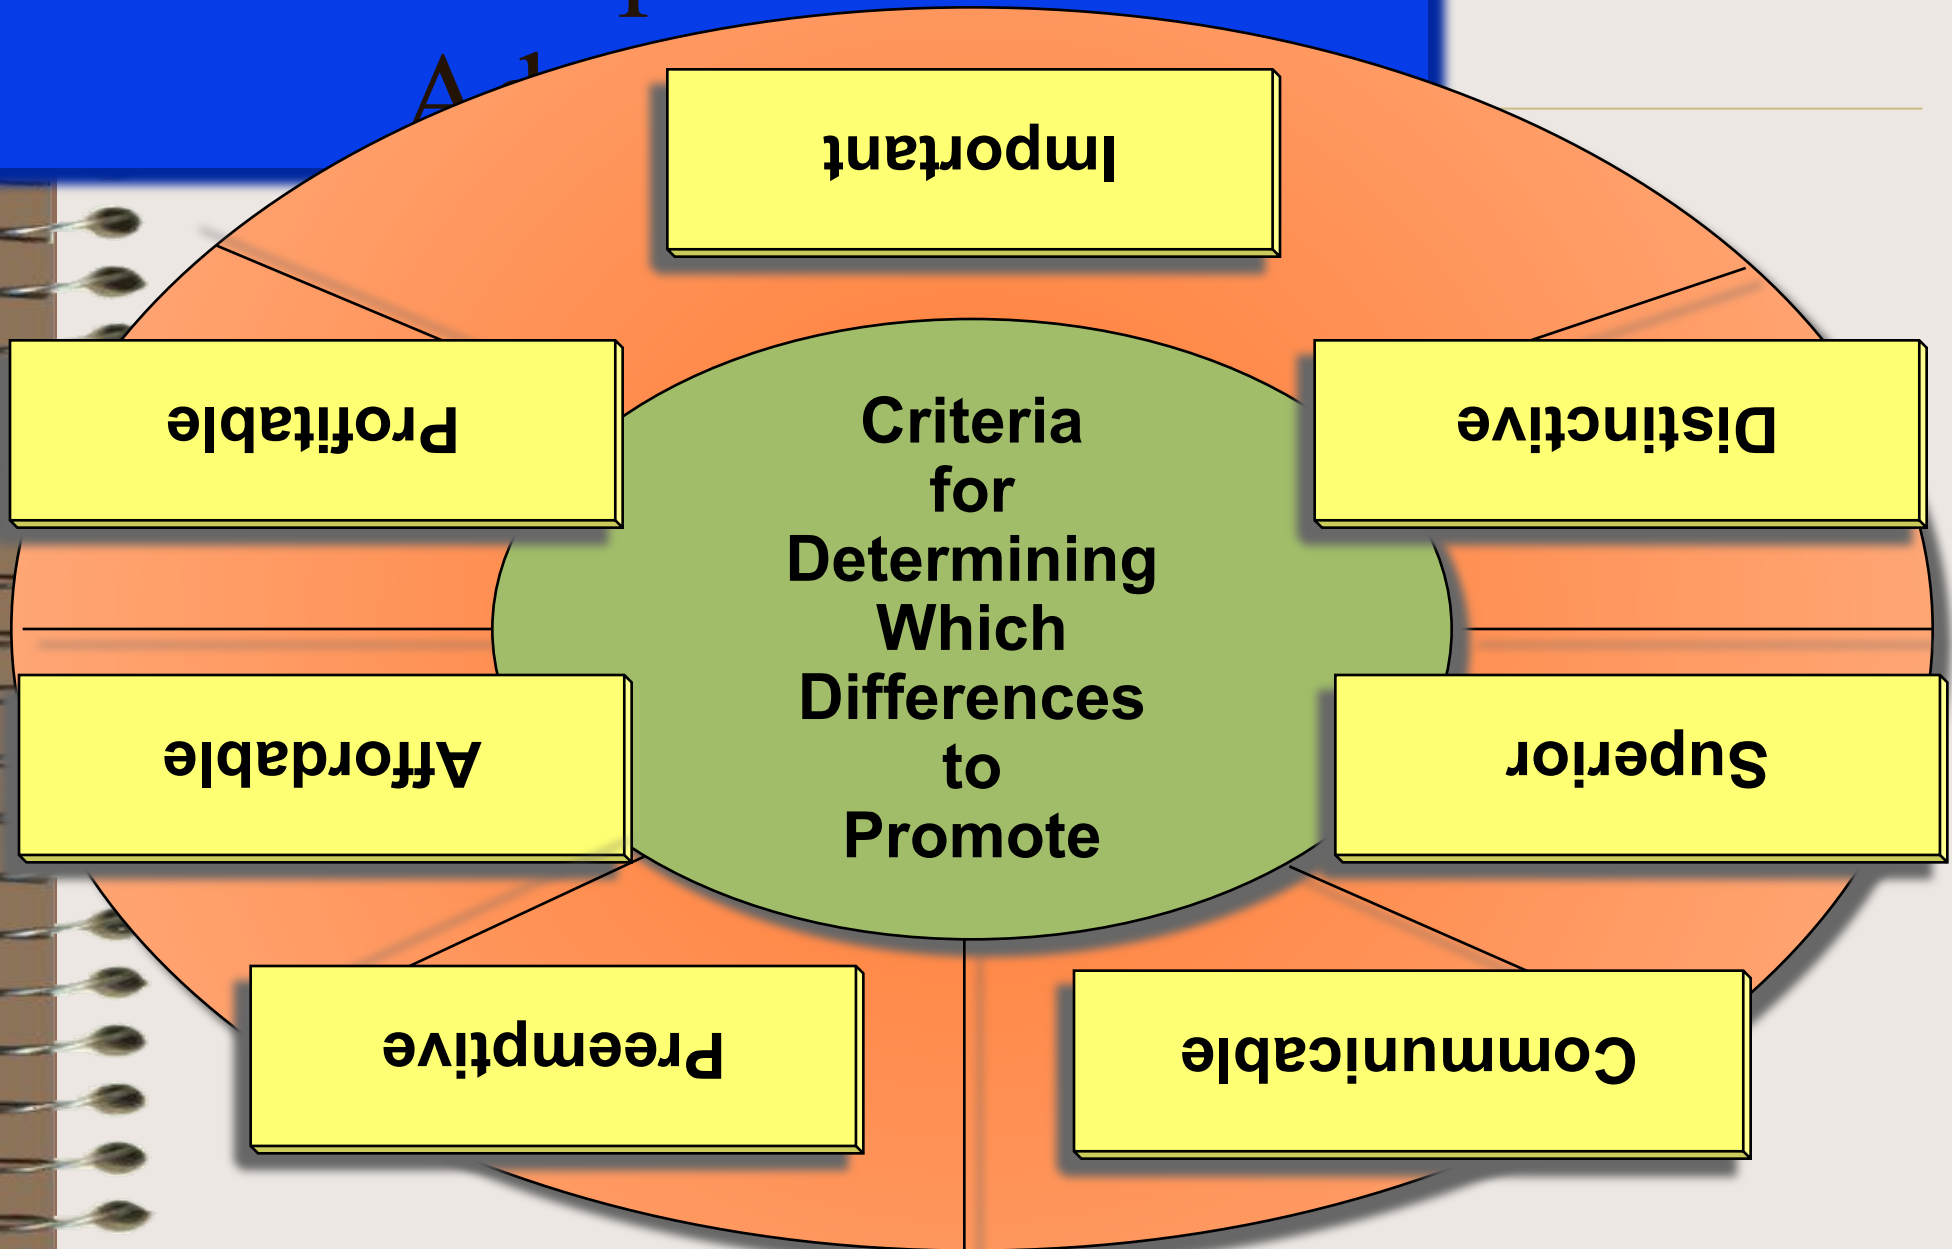 Important
Profitable
Distinctive
Criteria
for
Determining
Which
Differences
to
Promote
Affordable
Superior
Preemptive
Communicable